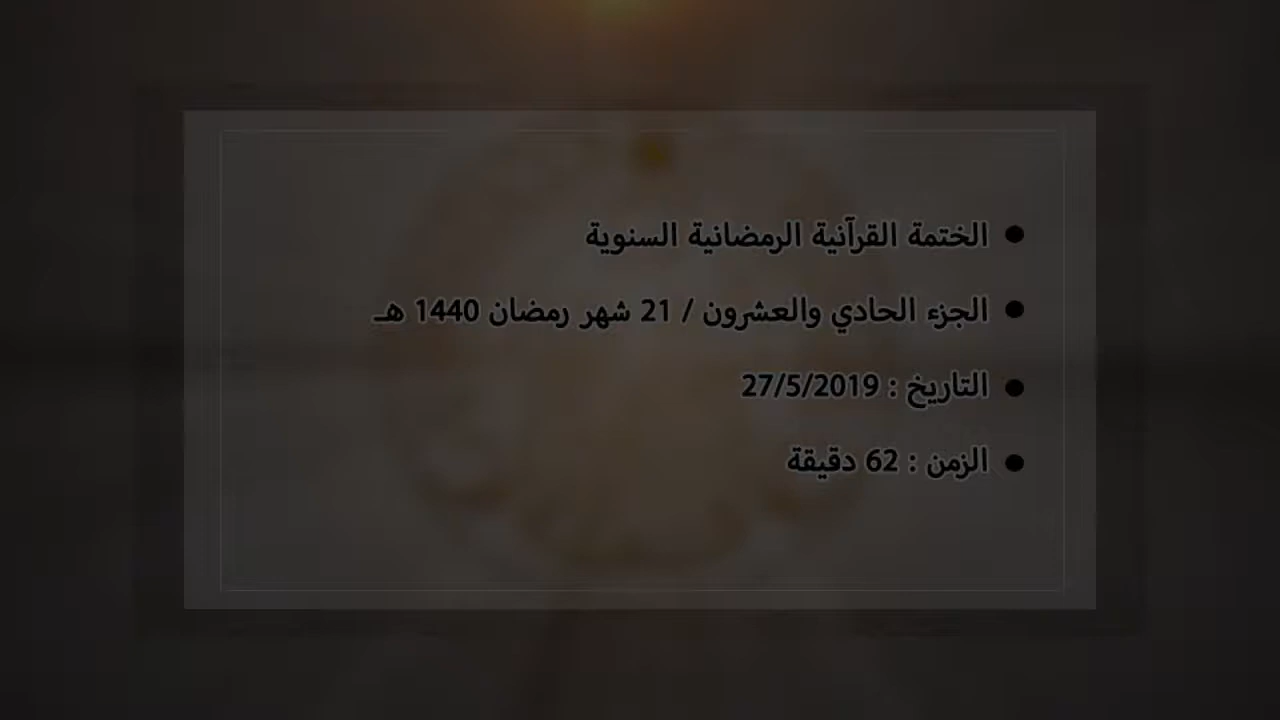 ● الختمة القرآنية الرمضانية السنوية
● الجزء الحادي والعشرون / 21 شهر رمضان 1440 هـ
● التاريخ : 27/5/2019
● الزمن : 62 دقيقة